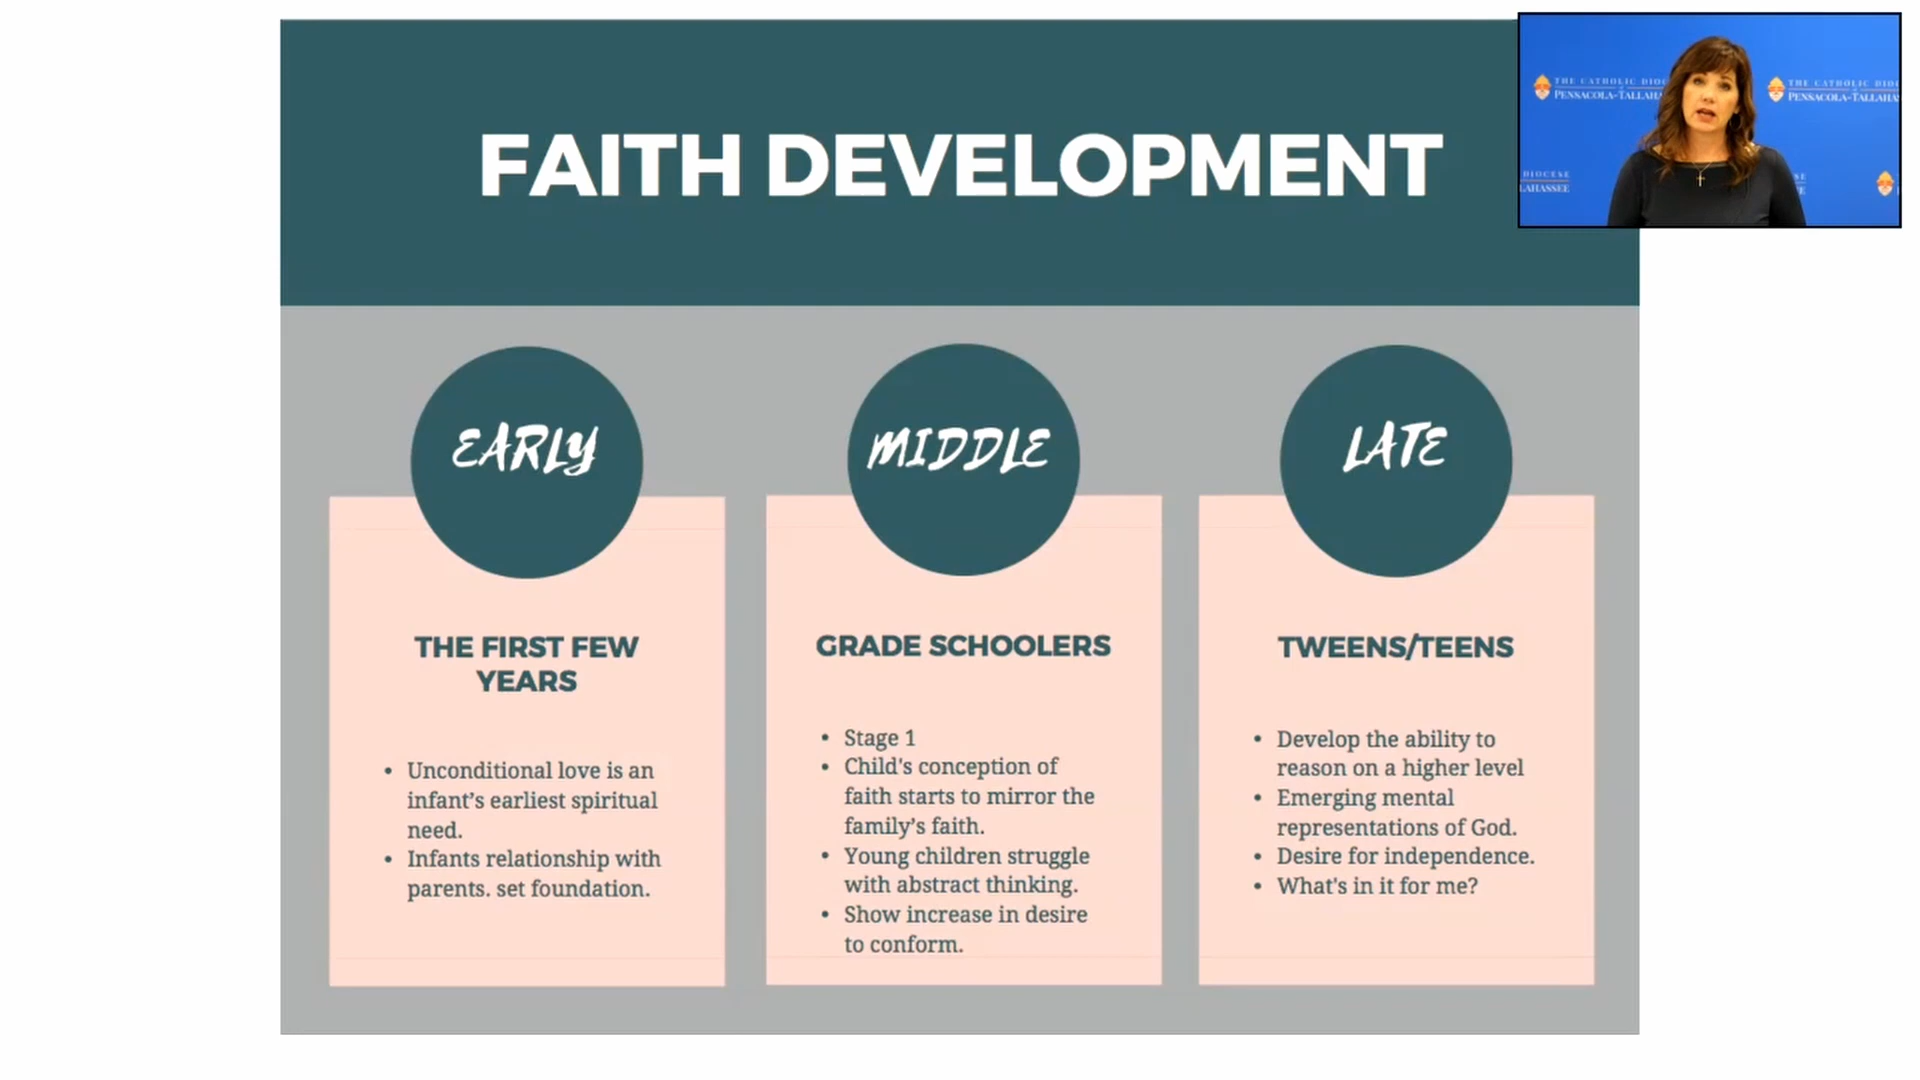 FAITH DEVELOPMENT
THE CATHOLIC DIO
PENSACOLA-TALLAH
THE CATHOLIC DIO
PENSACOLA-TALLAHAS
DIOCESE
LAHASSEE
EARLY
MIDDLE
LATE
THE FIRST FEW
YEARS
• Unconditional love is an
infant's earliest spiritual
need.
• Infants relationship with
parents. set foundation.
GRADE SCHOOLERS
• Stage 1
• Child's conception of
faith starts to mirror the
family’s faith.
• Young children struggle
with abstract thinking.
• Show increase in desire
to conform.
TWEENS/TEENS
• Develop the ability to
reason on a higher level
• Emerging mental
representations of God.
• Desire for independence.
• What's in it for me?